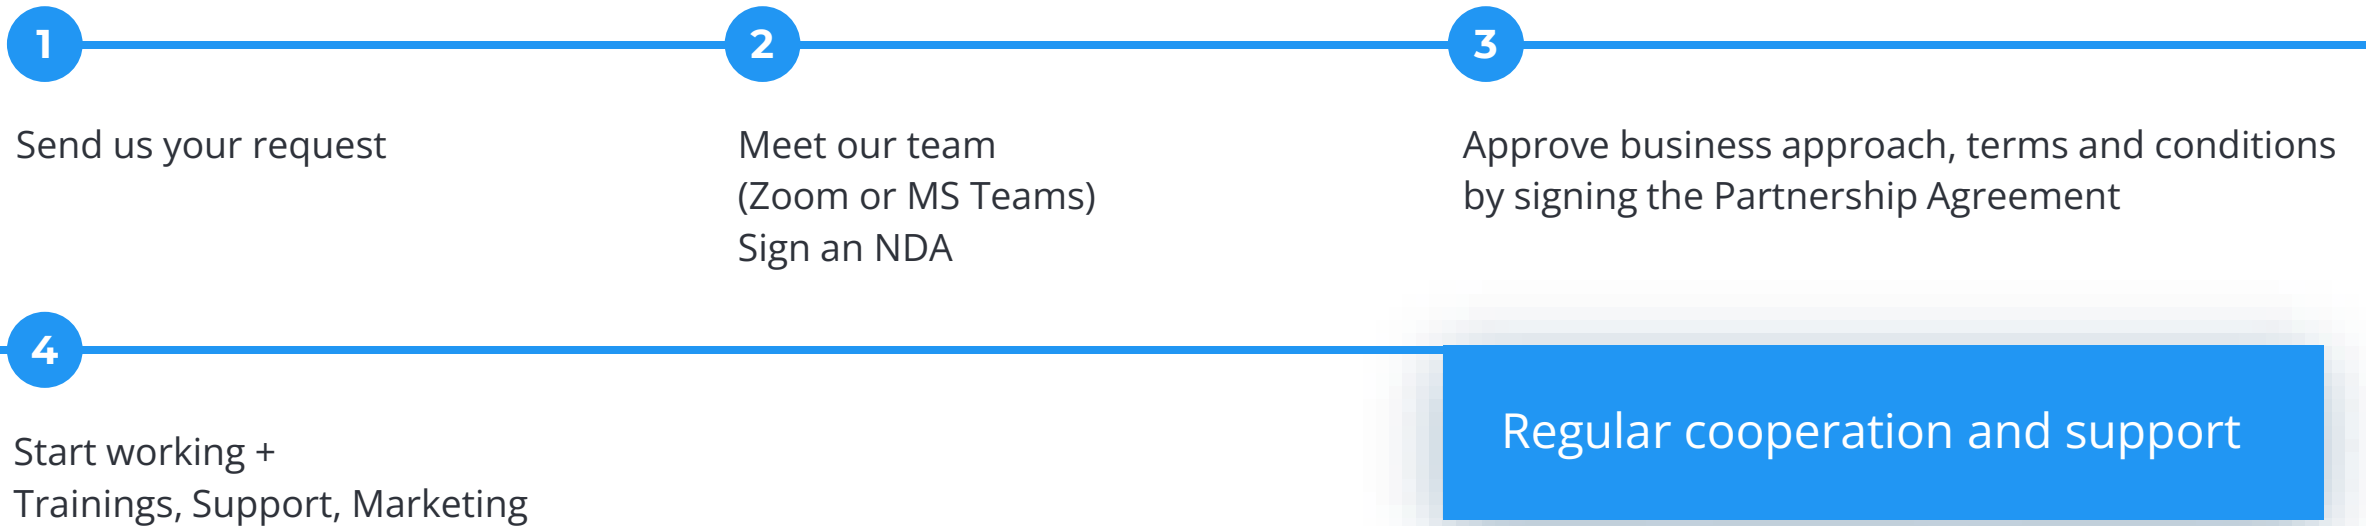 1
2
3
Send us your request
Meet our team
(Zoom or MS Teams)
Sign an NDA
Approve business approach, terms and conditions
by signing the Partnership Agreement
4
Start working +
Trainings, Support, Marketing
Regular cooperation and support